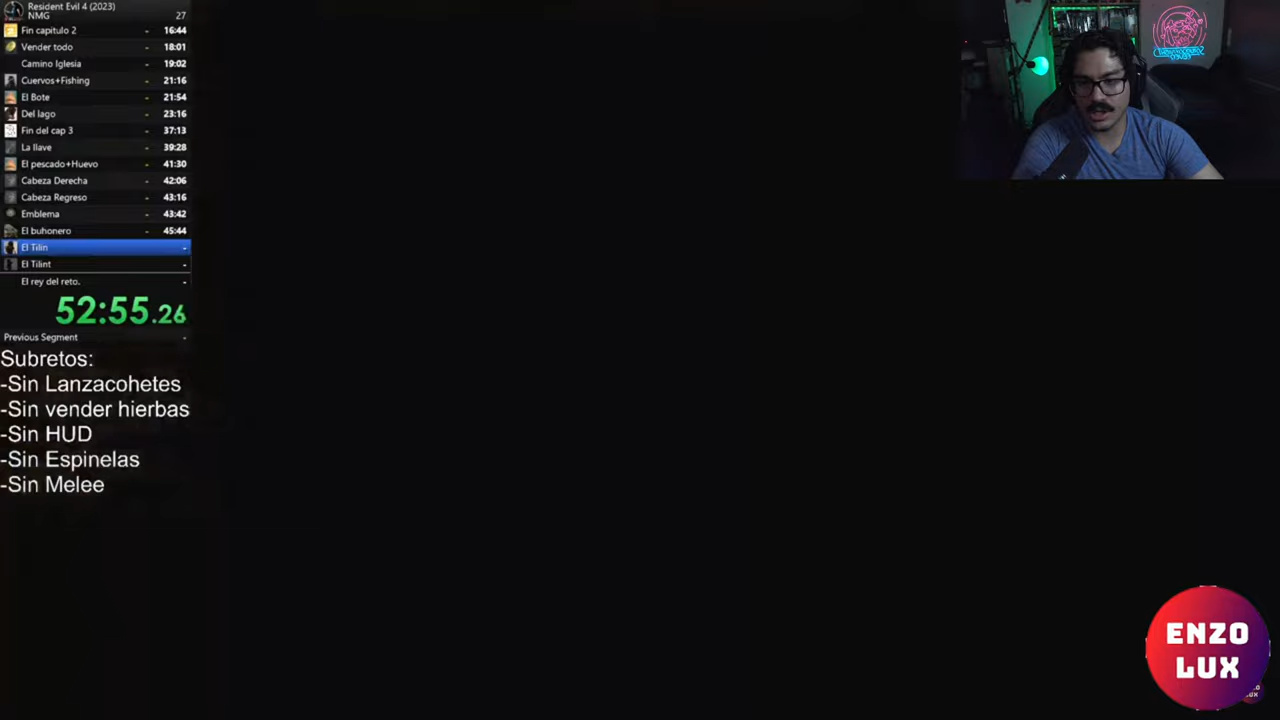 Resident Evil 4 (2023)
NMG 27
Fin capitulo 2 - 16:44
Vender todo - 18:01
Camino Iglesia - 19:02
Cuervos+Fishing - 21:16
El Bote - 21:54
Del lago - 23:16
Fin del cap 3 - 37:13
La llave - 39:28
El pescado+Huevo - 41:30
Cabeza Derecha - 42:06
Cabeza Regreso - 43:16
Emblema - 43:42
El buhonero - 45:44
El Tilin -
El Tilint -
El rey del reto. -
52:55.26
Previous Segment -
Subretos:
-Sin Lanzacohetes
-Sin vender hierbas
-Sin HUD
-Sin Espinelas
-Sin Melee
ENZO
LUX